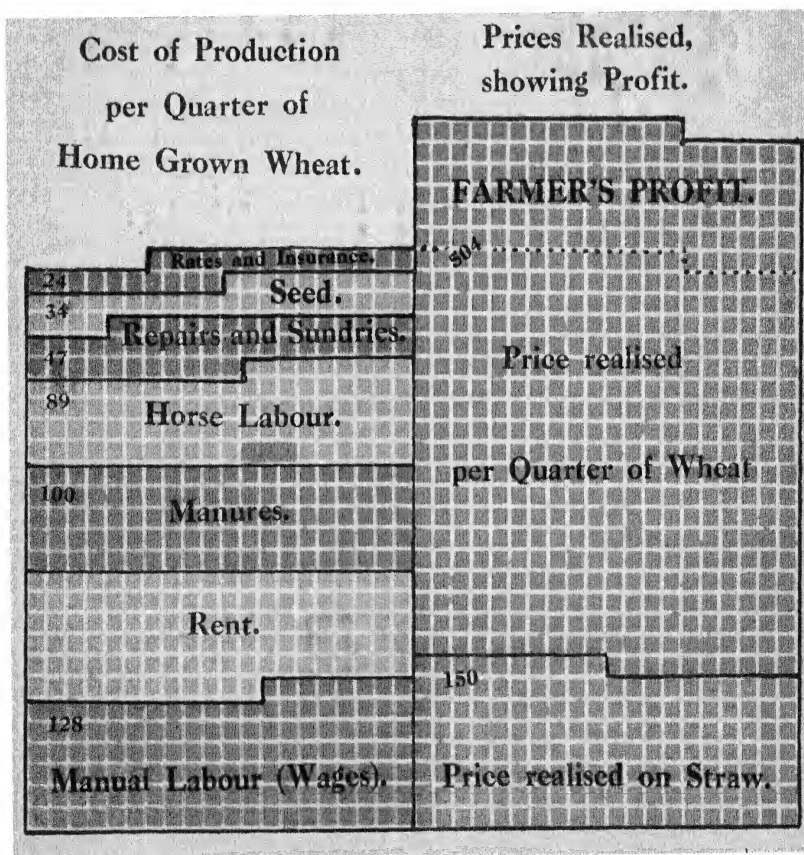 Cost of Production
per Quarter of
Home Grown Wheat.
Prices Realised,
showing Profit.
FARMER'S PROFIT.
Rates and Insurance.
24
Seed.
34
Repairs and Sundries.
47
89
Horse Labour.
100
Manures.
Rent.
128
Manual Labour (Wages).
504
Price realised
per Quarter of Wheat
150
Price realised on Straw.